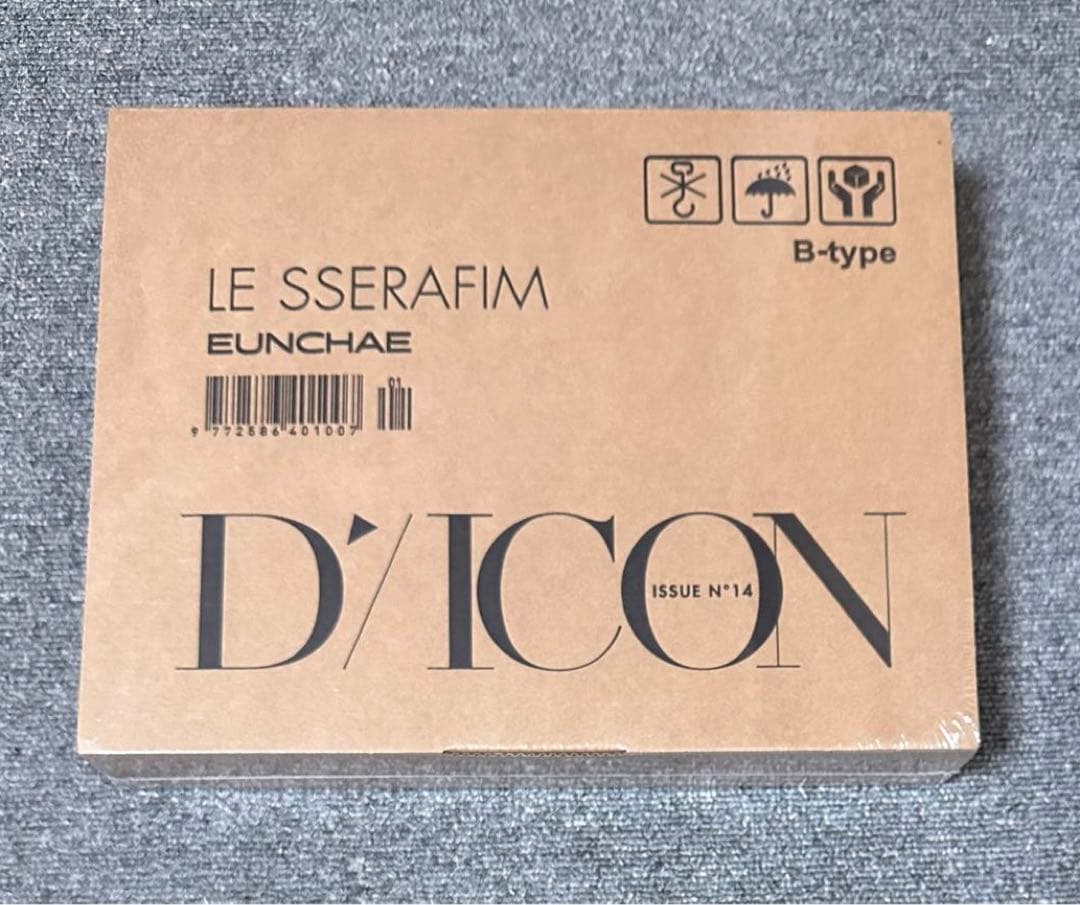 B-type
LE SSERAFIM
EUNCHAE
01
9 772586 401007
D'/ICON
ISSUE N°14